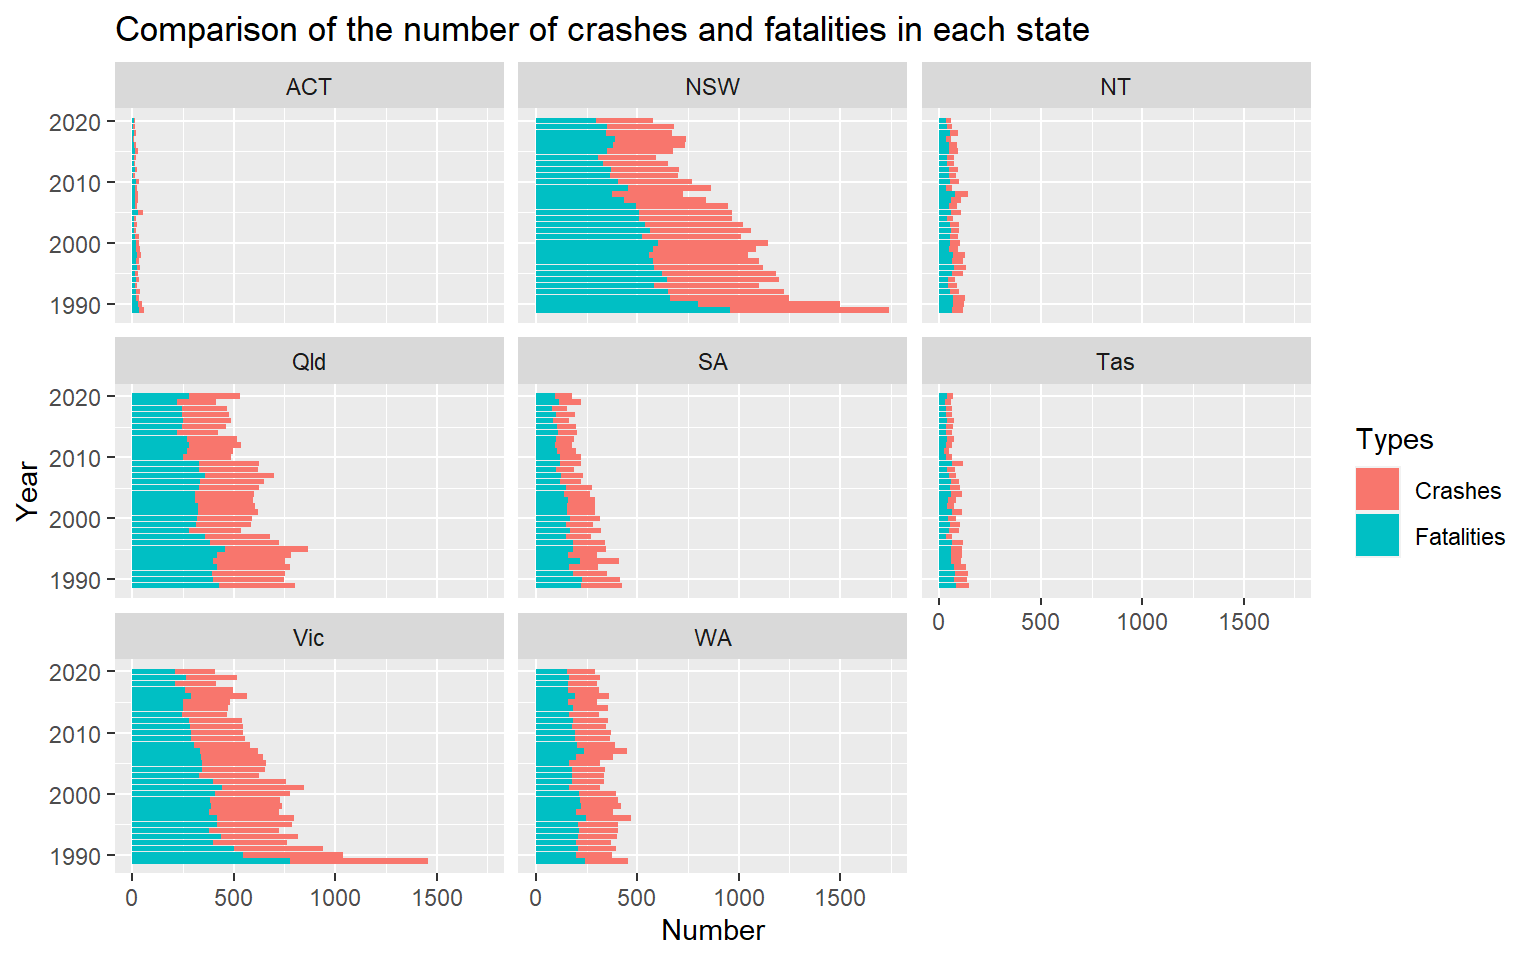 Comparison of the number of crashes and fatalities in each state
ACT
NSW
NT
2020
2010
2000
1990
Qld
SA
Tas
2020
2010
2000
1990
0 500 1000 1500
Vic
WA
2020
2010
2000
1990
0 500 1000 1500
0 500 1000 1500
Year
Number
Types
Crashes
Fatalities